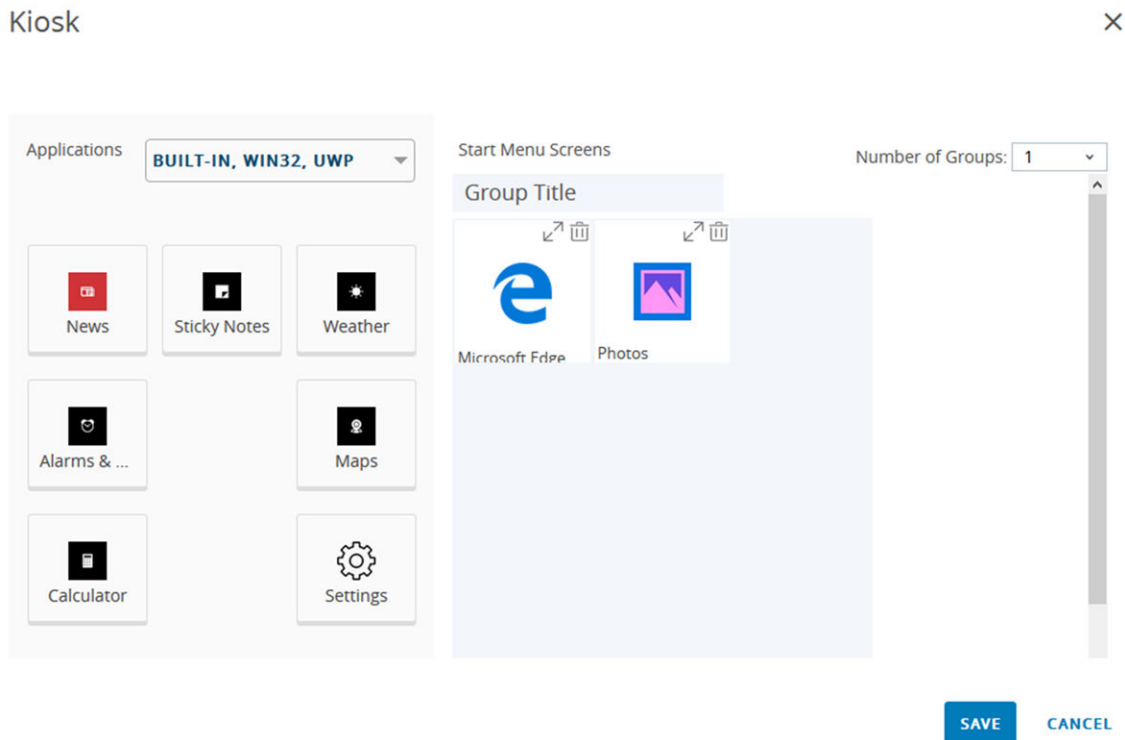 Kiosk
Applications
BUILT-IN, WIN32, UWP
News
Sticky Notes
Weather
Alarms & ...
Maps
Calculator
Settings
Start Menu Screens
Number of Groups: 1
Group Title
Microsoft Edge
Photos
SAVE
CANCEL